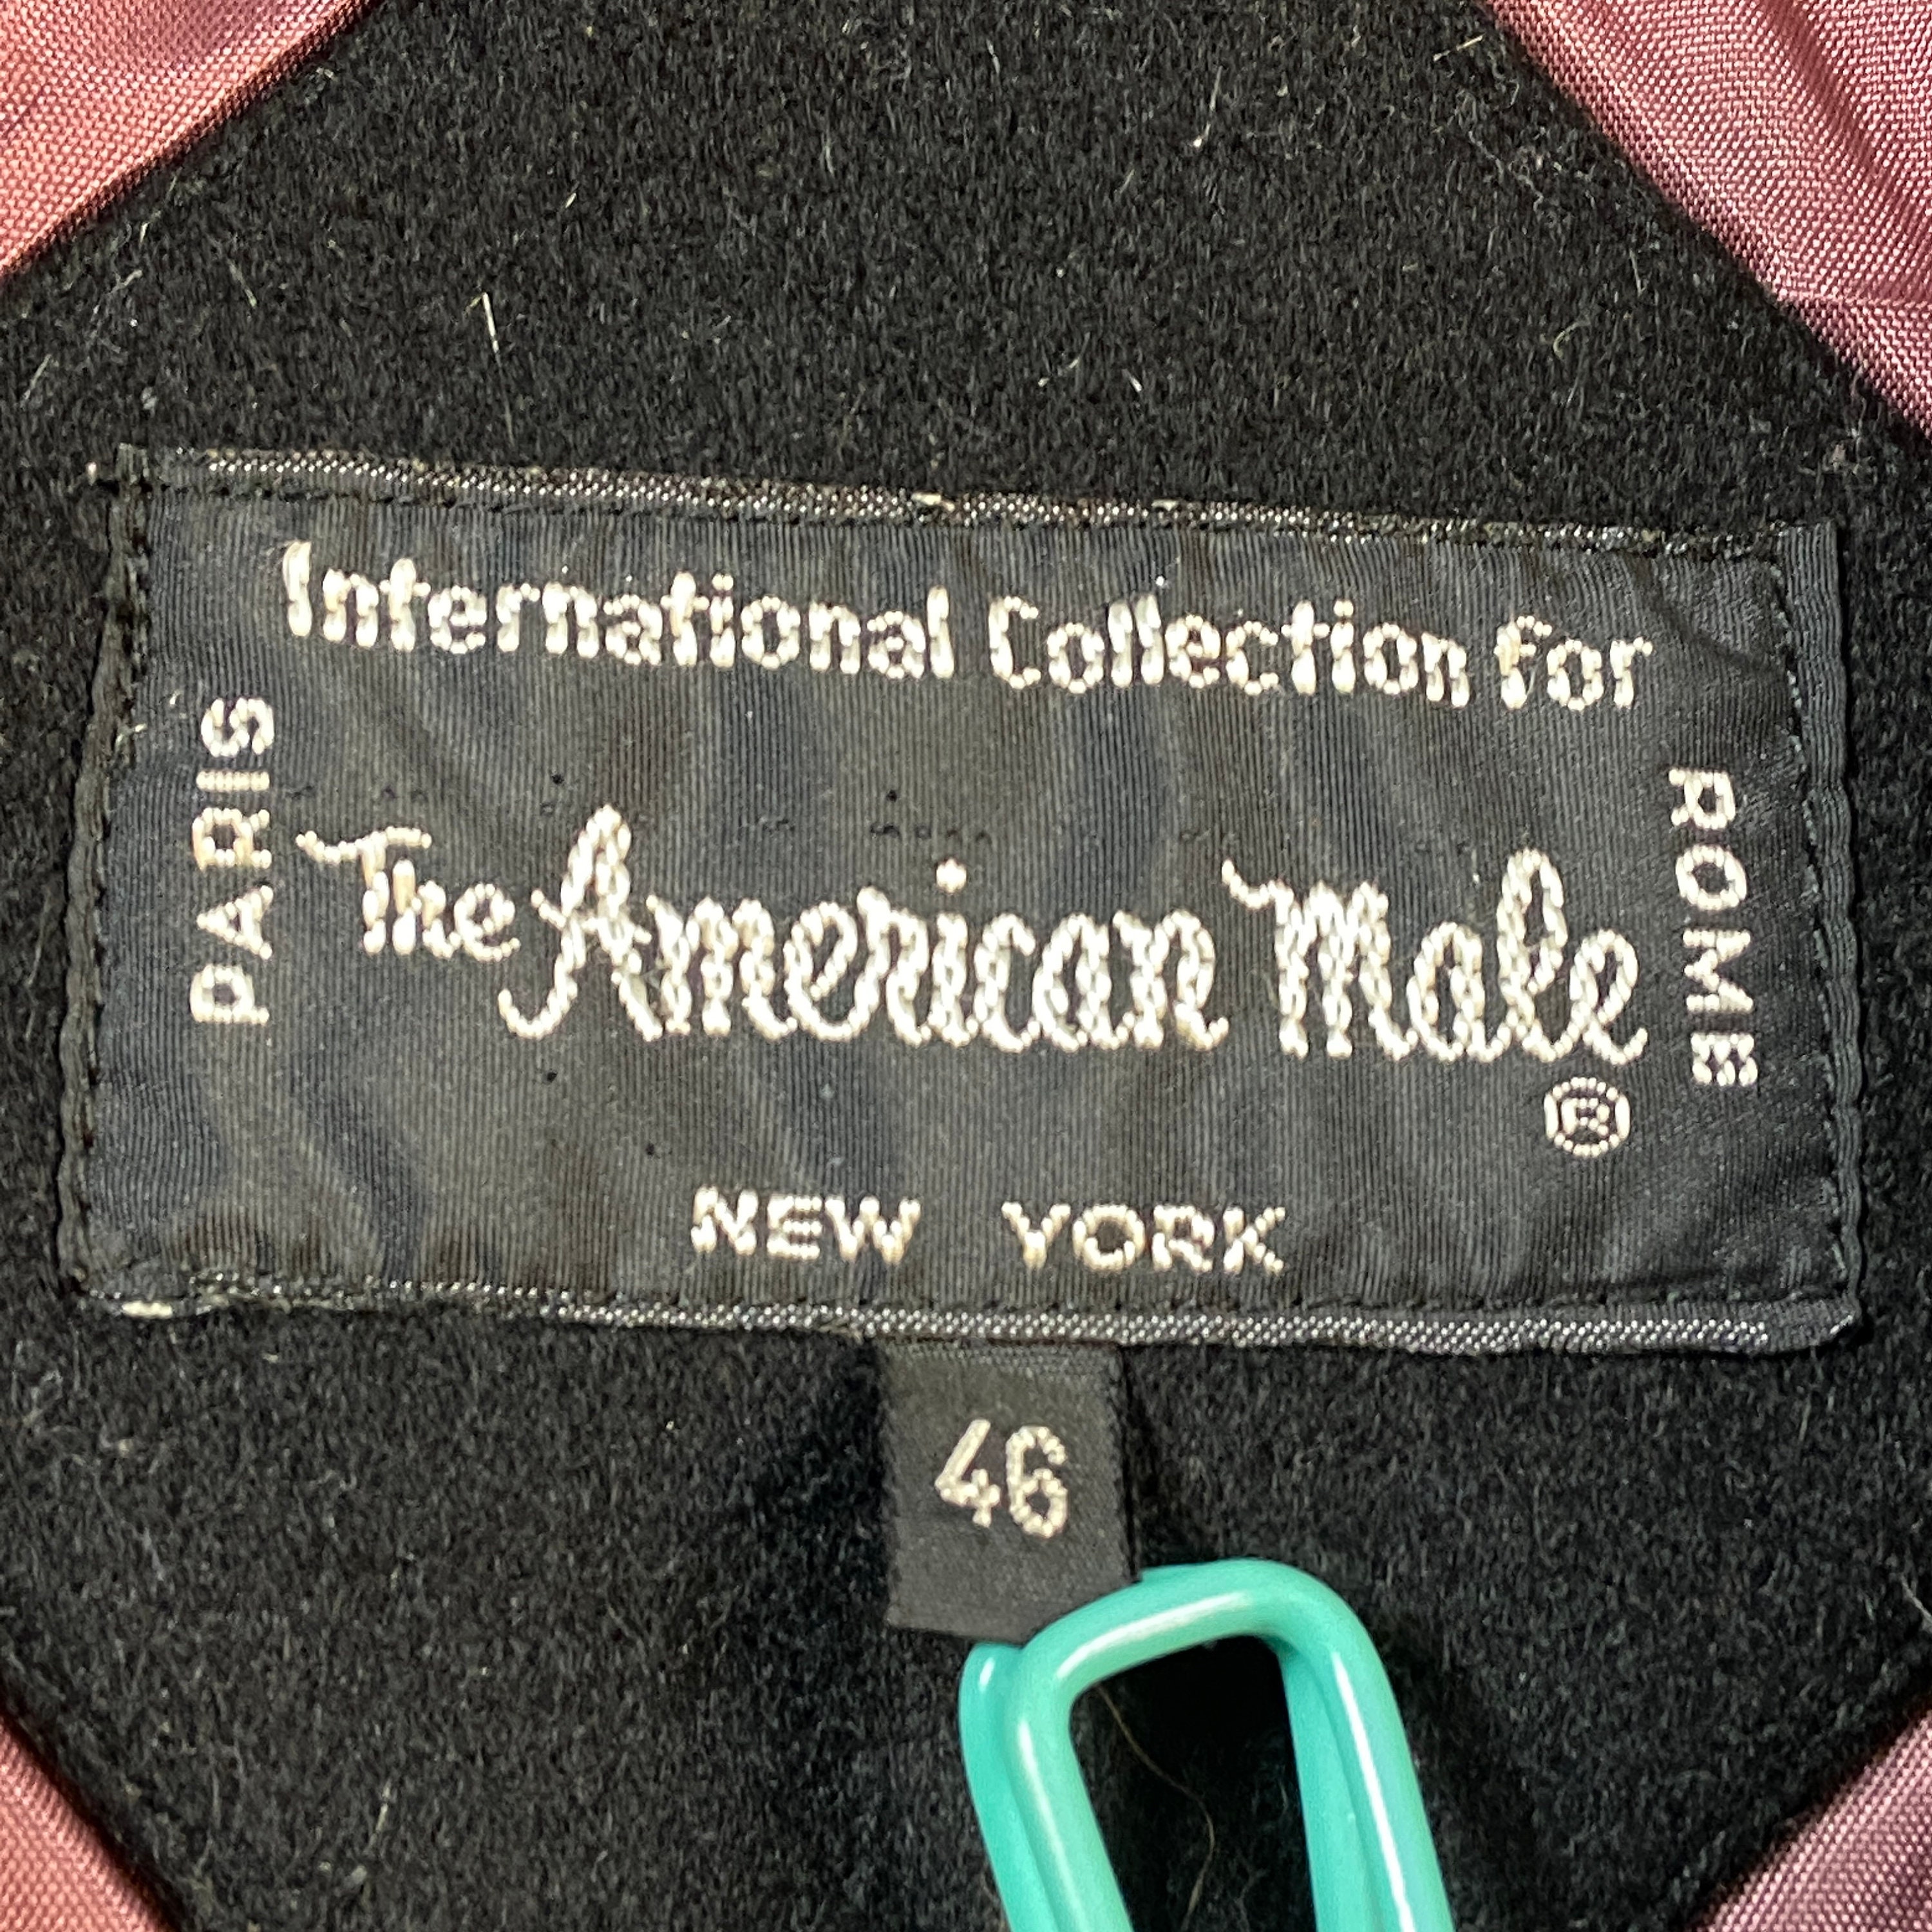 International Collection for
PARIS
The American Male
®
ROME
NEW YORK
46